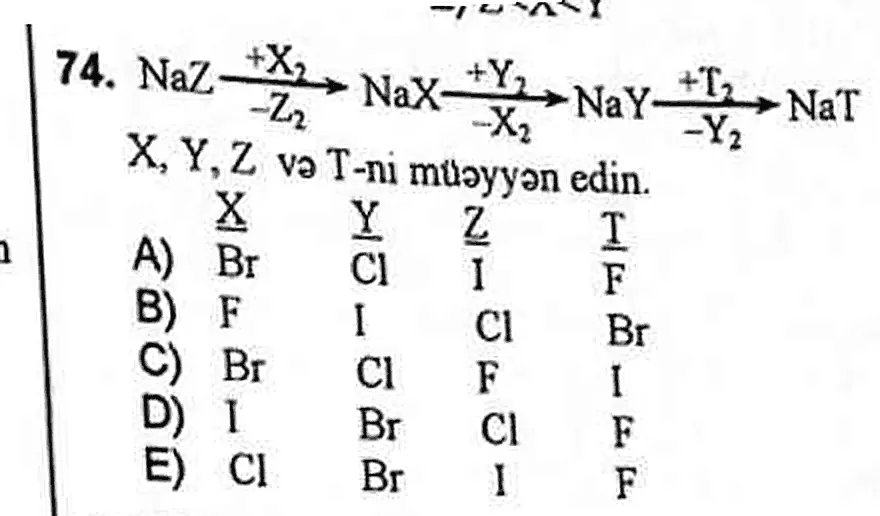 74. NaZ +X₂ −Z₂ → NaX +Y₂ −X₂ → NaY +T₂ −Y₂ → NaT
X, Y, Z və T-ni müəyyən edin.
X Y Z T
A) Br Cl I F
B) F I Cl Br
C) Br Cl F I
D) I Br Cl F
E) Cl Br I F